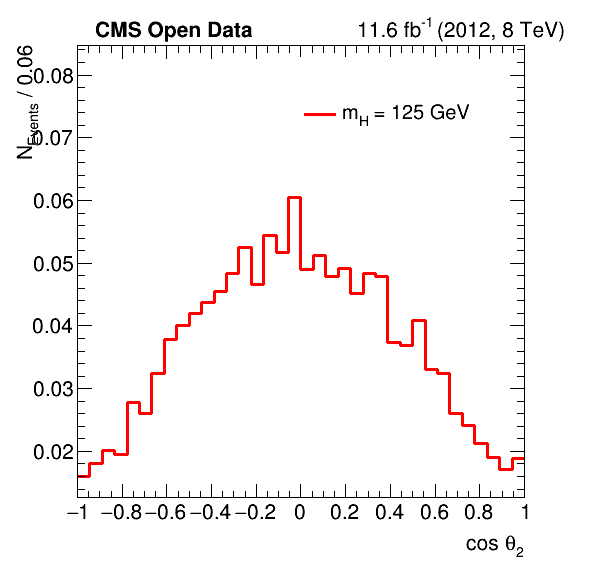 CMS Open Data 11.6 fb⁻¹ (2012, 8 TeV)
N_Events / 0.06
m_H = 125 GeV
0.08
0.07
0.06
0.05
0.04
0.03
0.02
−1 −0.8 −0.6 −0.4 −0.2 0 0.2 0.4 0.6 0.8 1
cos θ₂